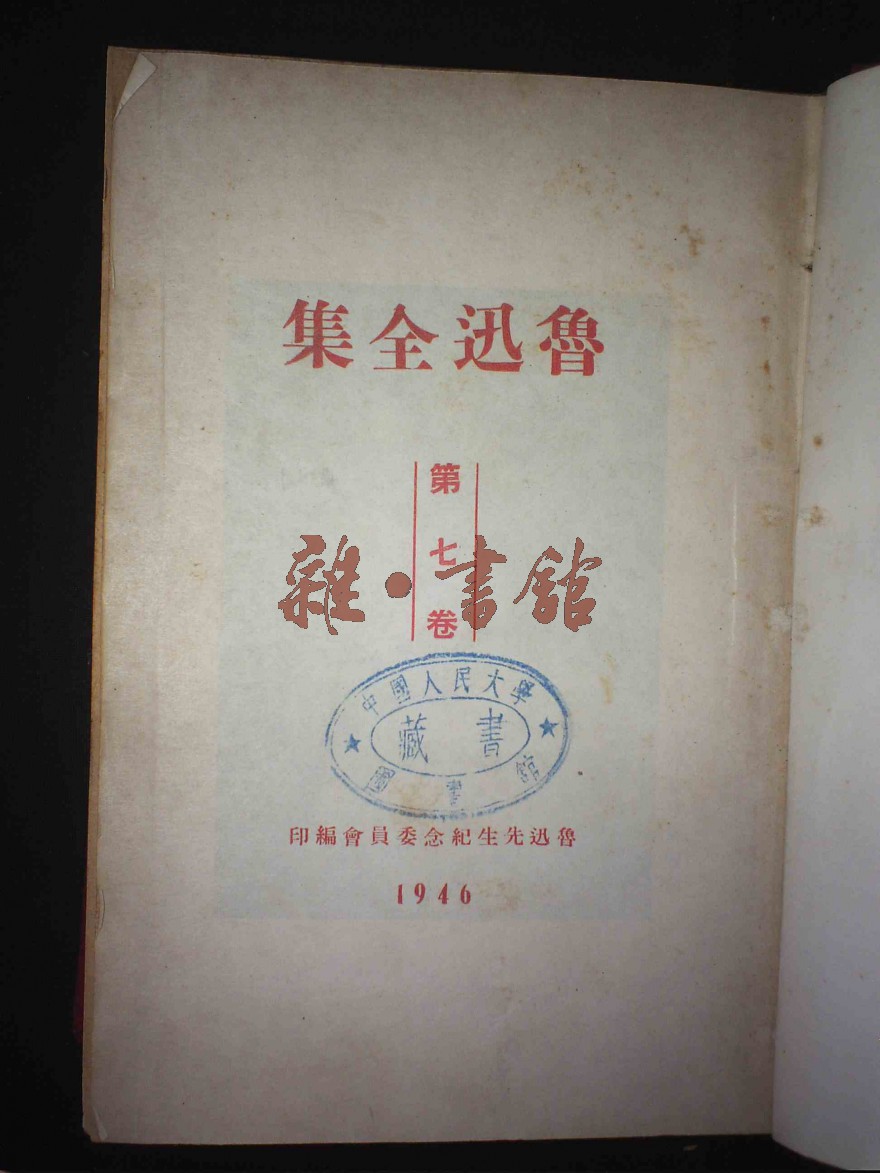 魯迅全集
第七卷
雜·書館
中國人民大學
藏書
圖書館
魯迅先生紀念委員會編印
1946